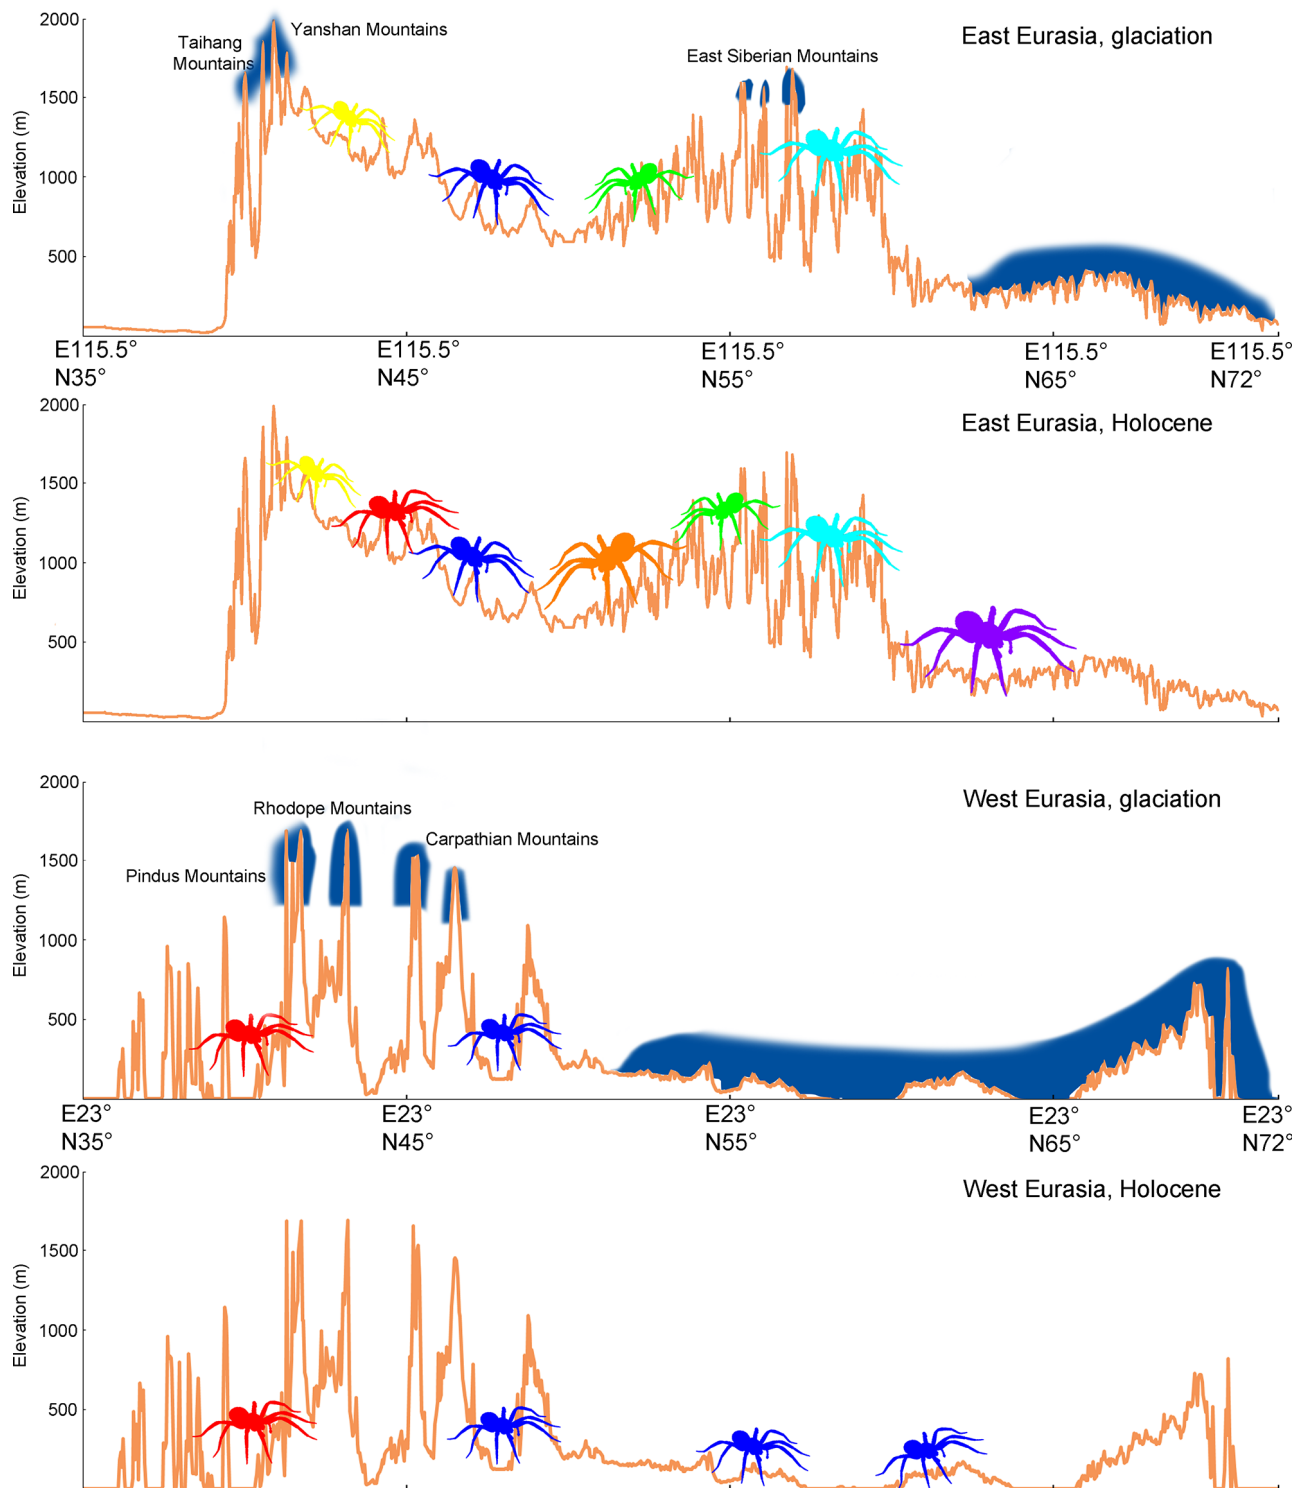 2000
Yanshan Mountains
East Eurasia, glaciation
Taihang
Mountains
East Siberian Mountains
1500
Elevation (m)
1000
500
E115.5° E115.5° E115.5° E115.5° E115.5°
N35° N45° N55° N65° N72°
2000
East Eurasia, Holocene
1500
Elevation (m)
1000
500
2000
West Eurasia, glaciation
Rhodope Mountains
Carpathian Mountains
1500
Pindus Mountains
Elevation (m)
1000
500
E23° E23° E23° E23° E23°
N35° N45° N55° N65° N72°
2000
West Eurasia, Holocene
1500
Elevation (m)
1000
500